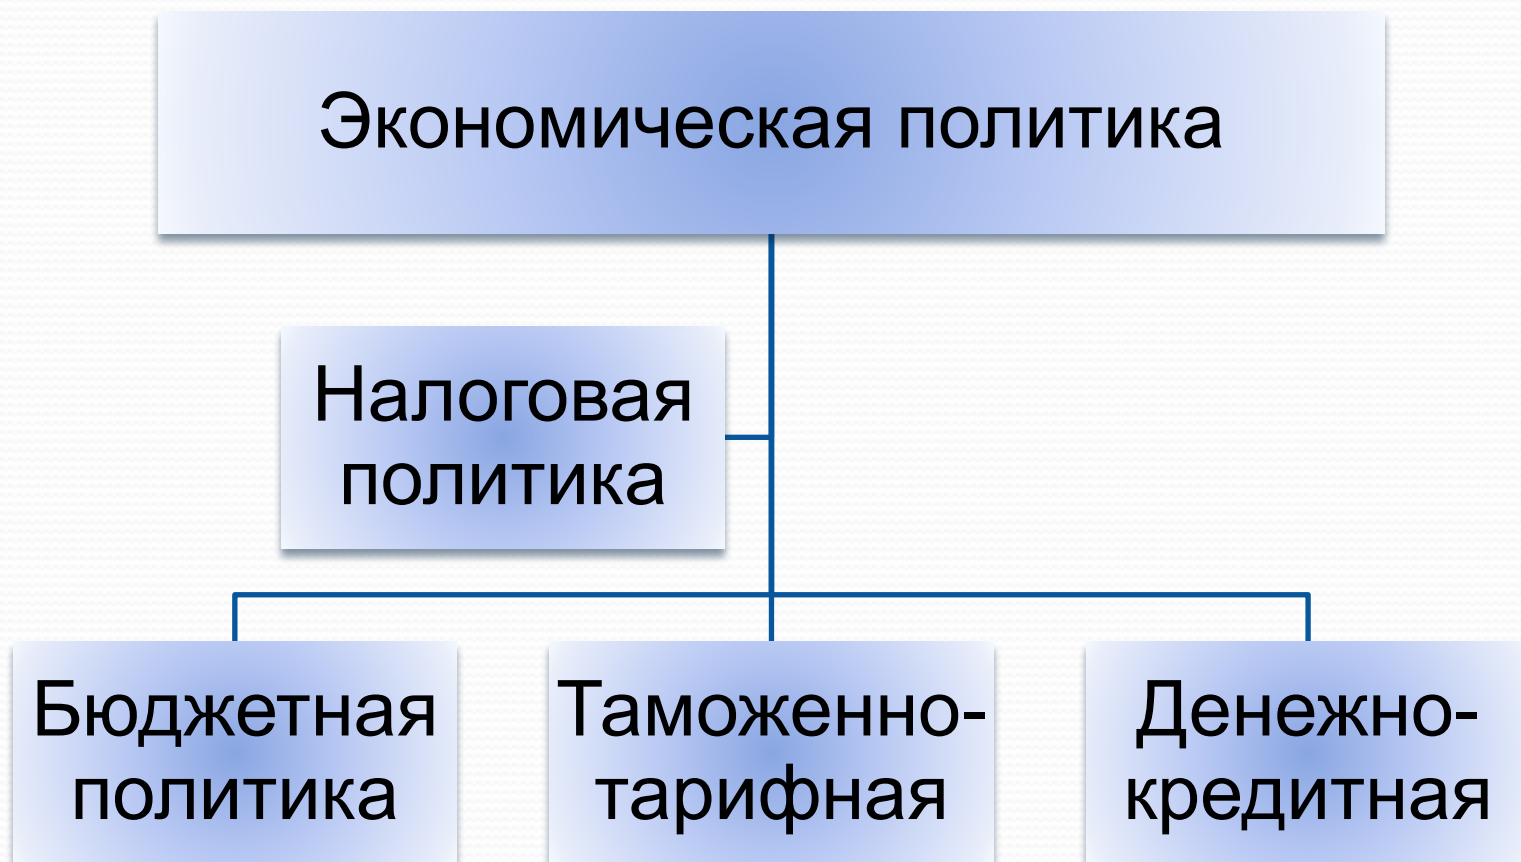 Экономическая политика
Налоговая
политика
Бюджетная
политика
Таможенно-
тарифная
Денежно-
кредитная